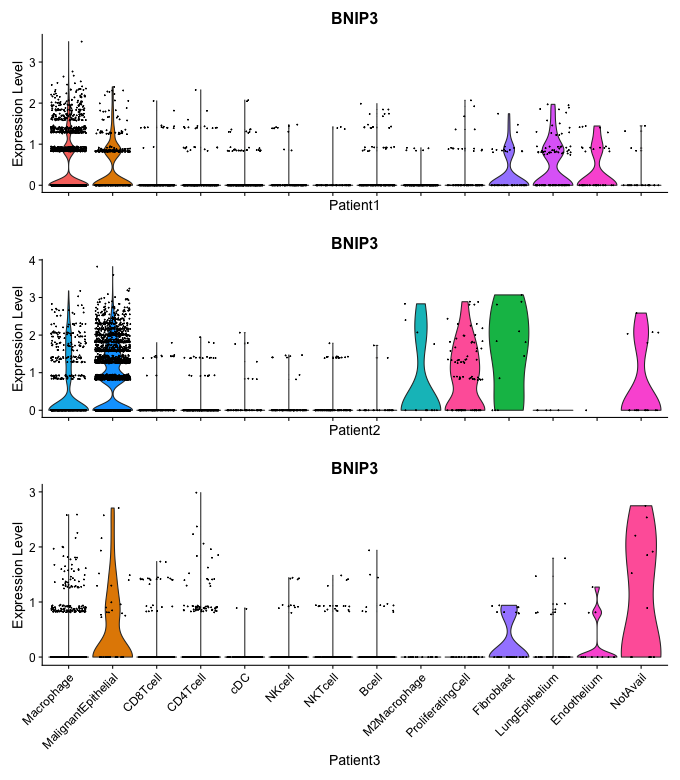 BNIP3
Expression Level
3
2
1
0
Patient1
BNIP3
Expression Level
4
3
2
1
0
Patient2
BNIP3
Expression Level
3
2
1
0
Macrophage
MalignantEpithelial
CD8Tcell
CD4Tcell
cDC
NKcell
NKTcell
Bcell
M2Macrophage
ProliferatingCell
Fibroblast
LungEpithelium
Endothelium
NotAvail
Patient3